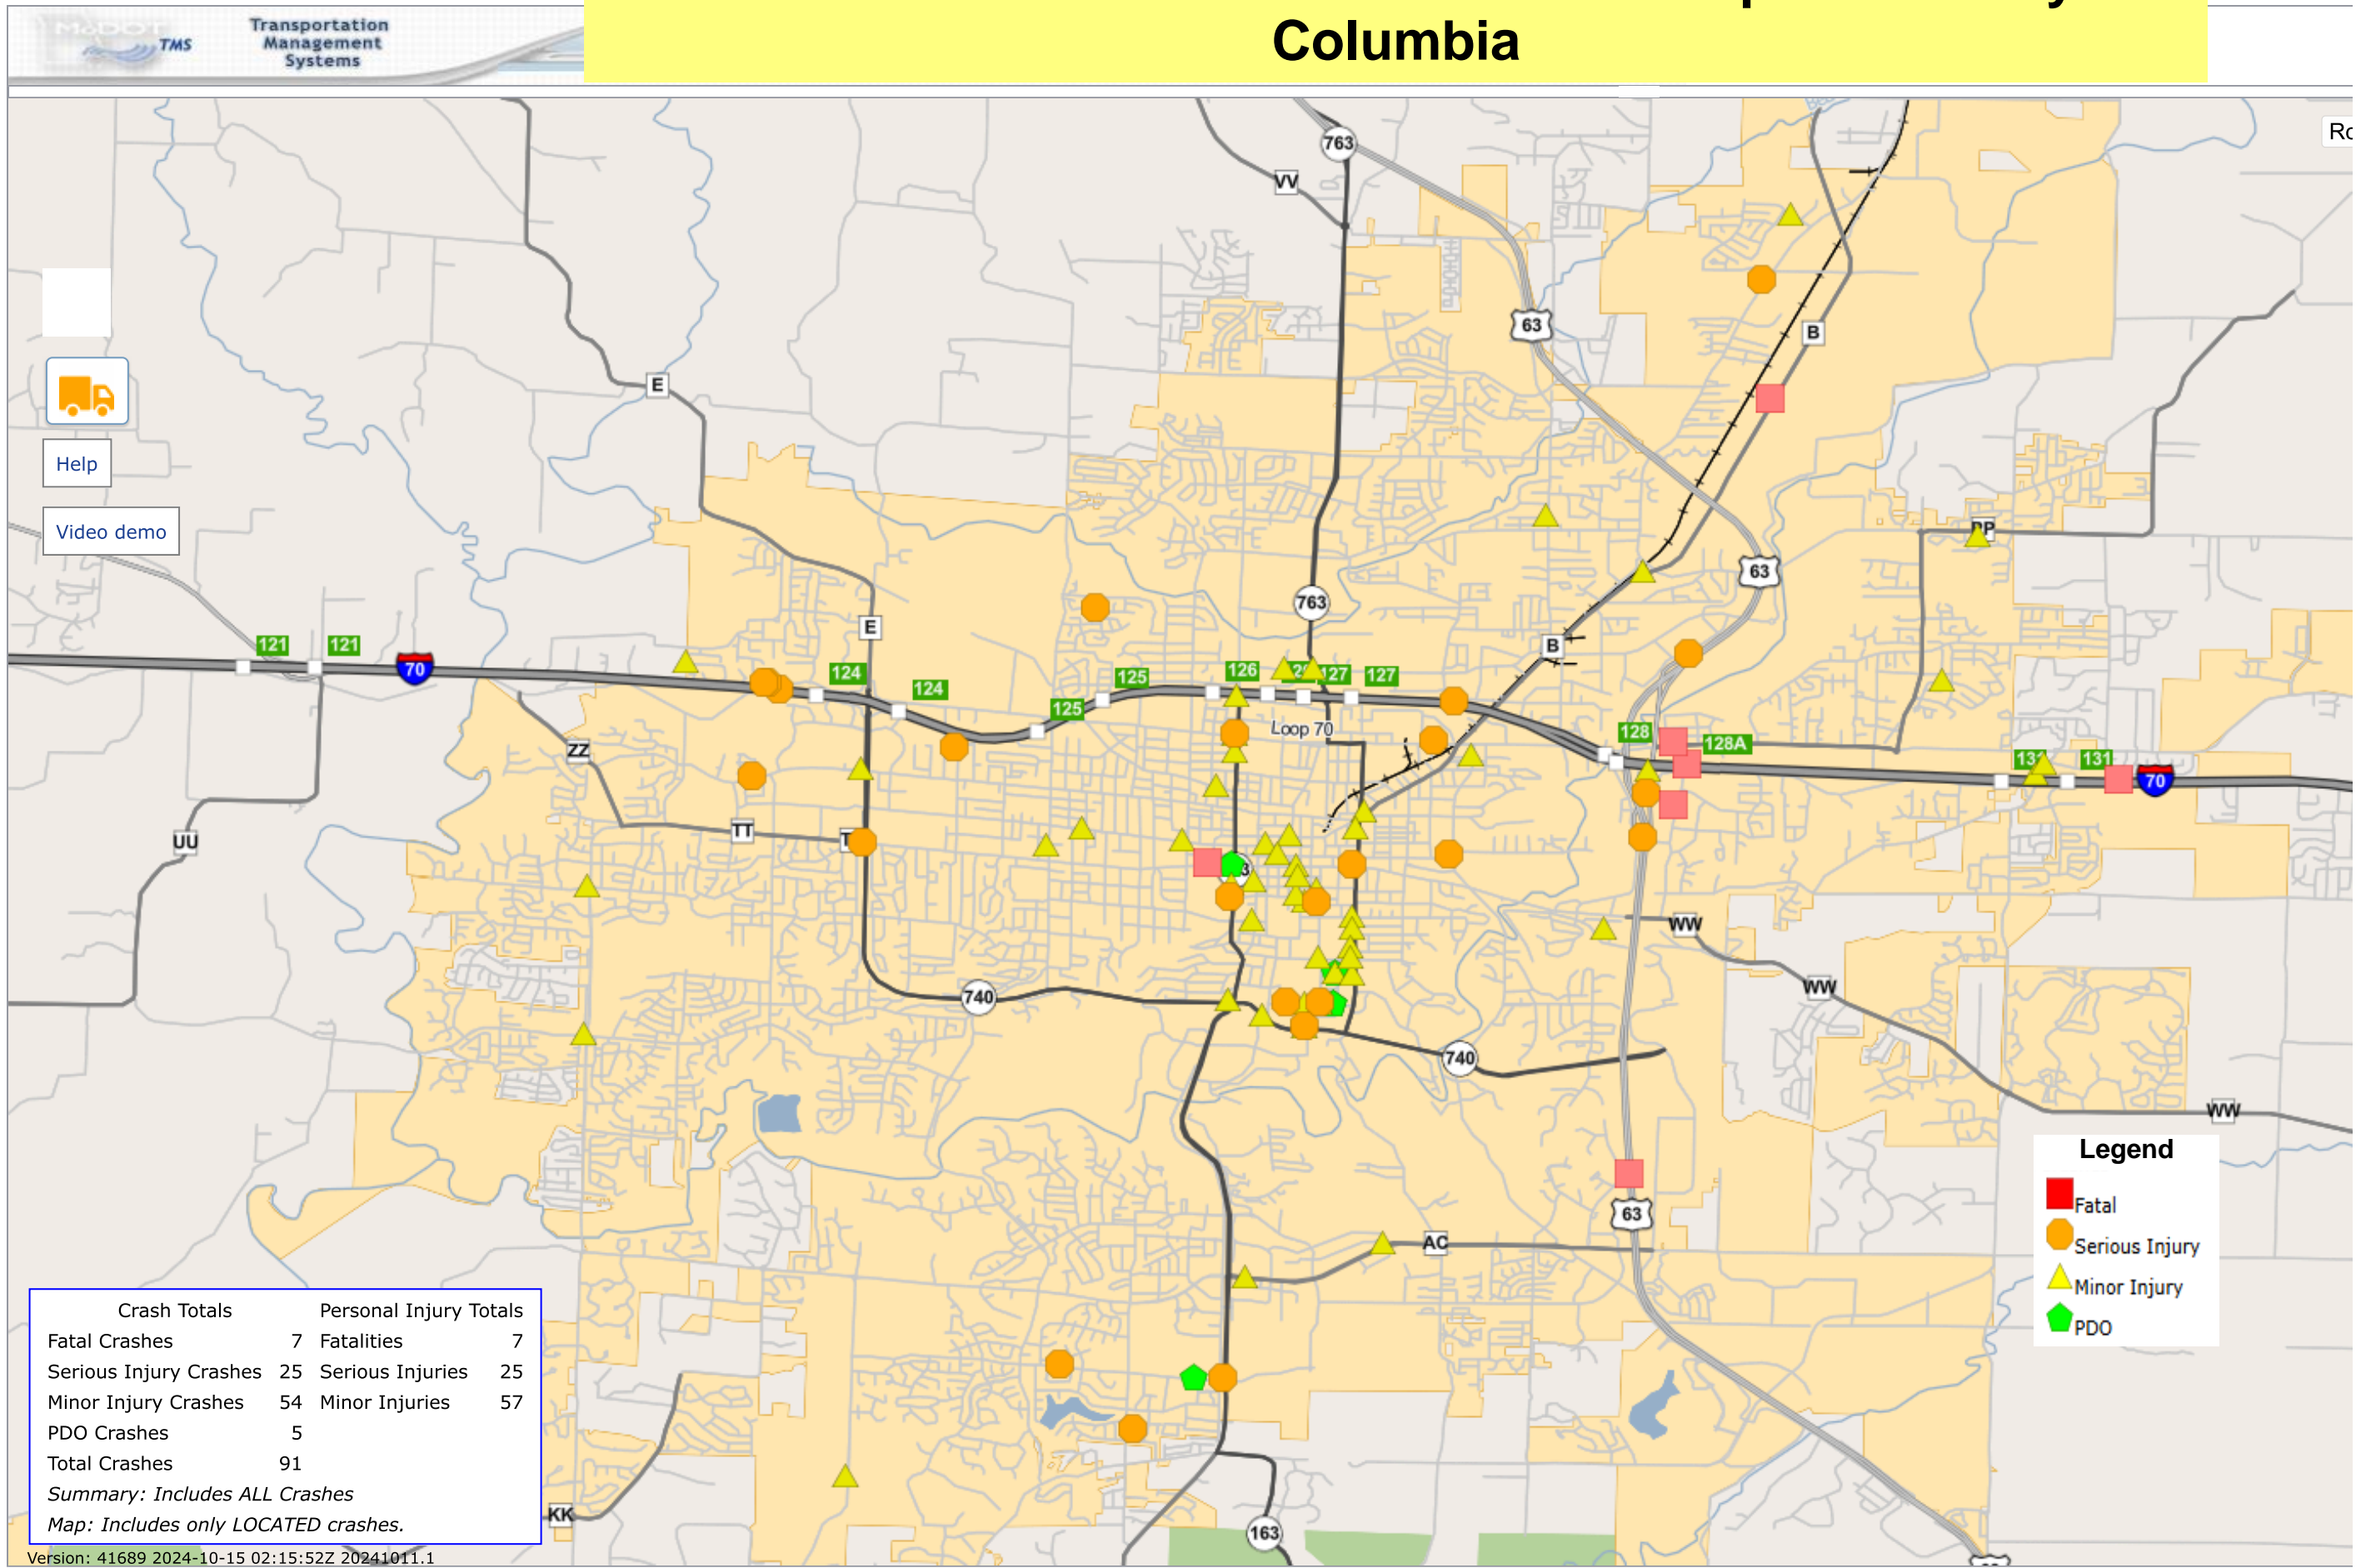 MoDOT
TMS
Transportation
Management
Systems
Columbia
763
VV
63
B
E
Help
Video demo
PP
63
763
E
B
121
121
70
124
124
125
125
126
127
127
Loop 70
128
128A
131
70
ZZ
TT
UU
WW
WW
740
740
WW
63
AC
KK
163
Legend
Fatal
Serious Injury
Minor Injury
PDO
Crash Totals Personal Injury Totals
Fatal Crashes 7 Fatalities 7
Serious Injury Crashes 25 Serious Injuries 25
Minor Injury Crashes 54 Minor Injuries 57
PDO Crashes 5
Total Crashes 91
Summary: Includes ALL Crashes
Map: Includes only LOCATED crashes.
Version: 41689 2024-10-15 02:15:52Z 20241011.1